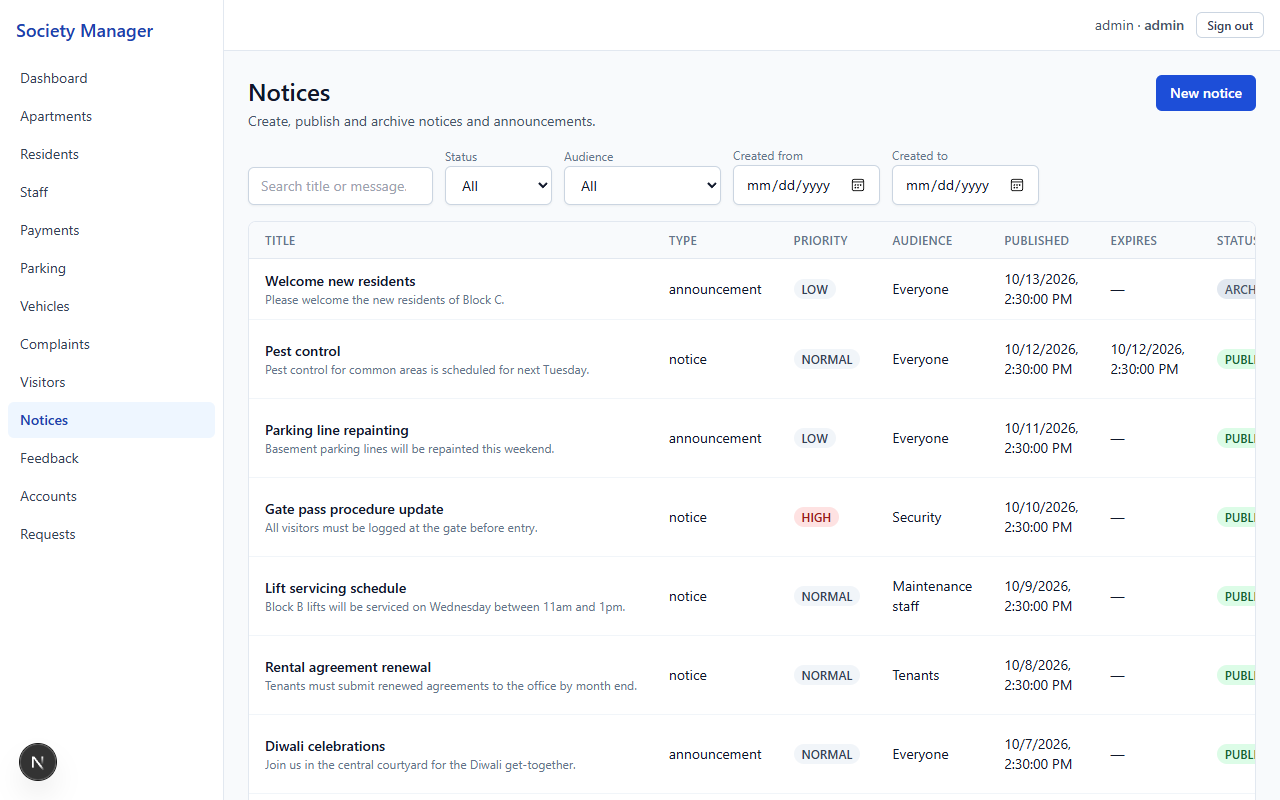 Society Manager
admin · admin
Sign out
Dashboard
Apartments
Residents
Staff
Payments
Parking
Vehicles
Complaints
Visitors
Notices
Feedback
Accounts
Requests
N
Notices
New notice
Create, publish and archive notices and announcements.
Status
Audience
Created from
Created to
Search title or message.
All
All
mm/dd/yyyy
mm/dd/yyyy
TITLE TYPE PRIORITY AUDIENCE PUBLISHED EXPIRES STATUS
Welcome new residents
Please welcome the new residents of Block C.
announcement LOW Everyone
10/13/2026,
2:30:00 PM
—
ARCH
Pest control
Pest control for common areas is scheduled for next Tuesday.
notice NORMAL Everyone
10/12/2026,
2:30:00 PM
10/12/2026,
2:30:00 PM
PUBL
Parking line repainting
Basement parking lines will be repainted this weekend.
announcement LOW Everyone
10/11/2026,
2:30:00 PM
—
PUBL
Gate pass procedure update
All visitors must be logged at the gate before entry.
notice HIGH Security
10/10/2026,
2:30:00 PM
—
PUBL
Lift servicing schedule
Block B lifts will be serviced on Wednesday between 11am and 1pm.
notice NORMAL
Maintenance
staff
10/9/2026,
2:30:00 PM
—
PUBL
Rental agreement renewal
Tenants must submit renewed agreements to the office by month end.
notice NORMAL Tenants
10/8/2026,
2:30:00 PM
—
PUBL
Diwali celebrations
Join us in the central courtyard for the Diwali get-together.
announcement NORMAL Everyone
10/7/2026,
2:30:00 PM
—
PUBL